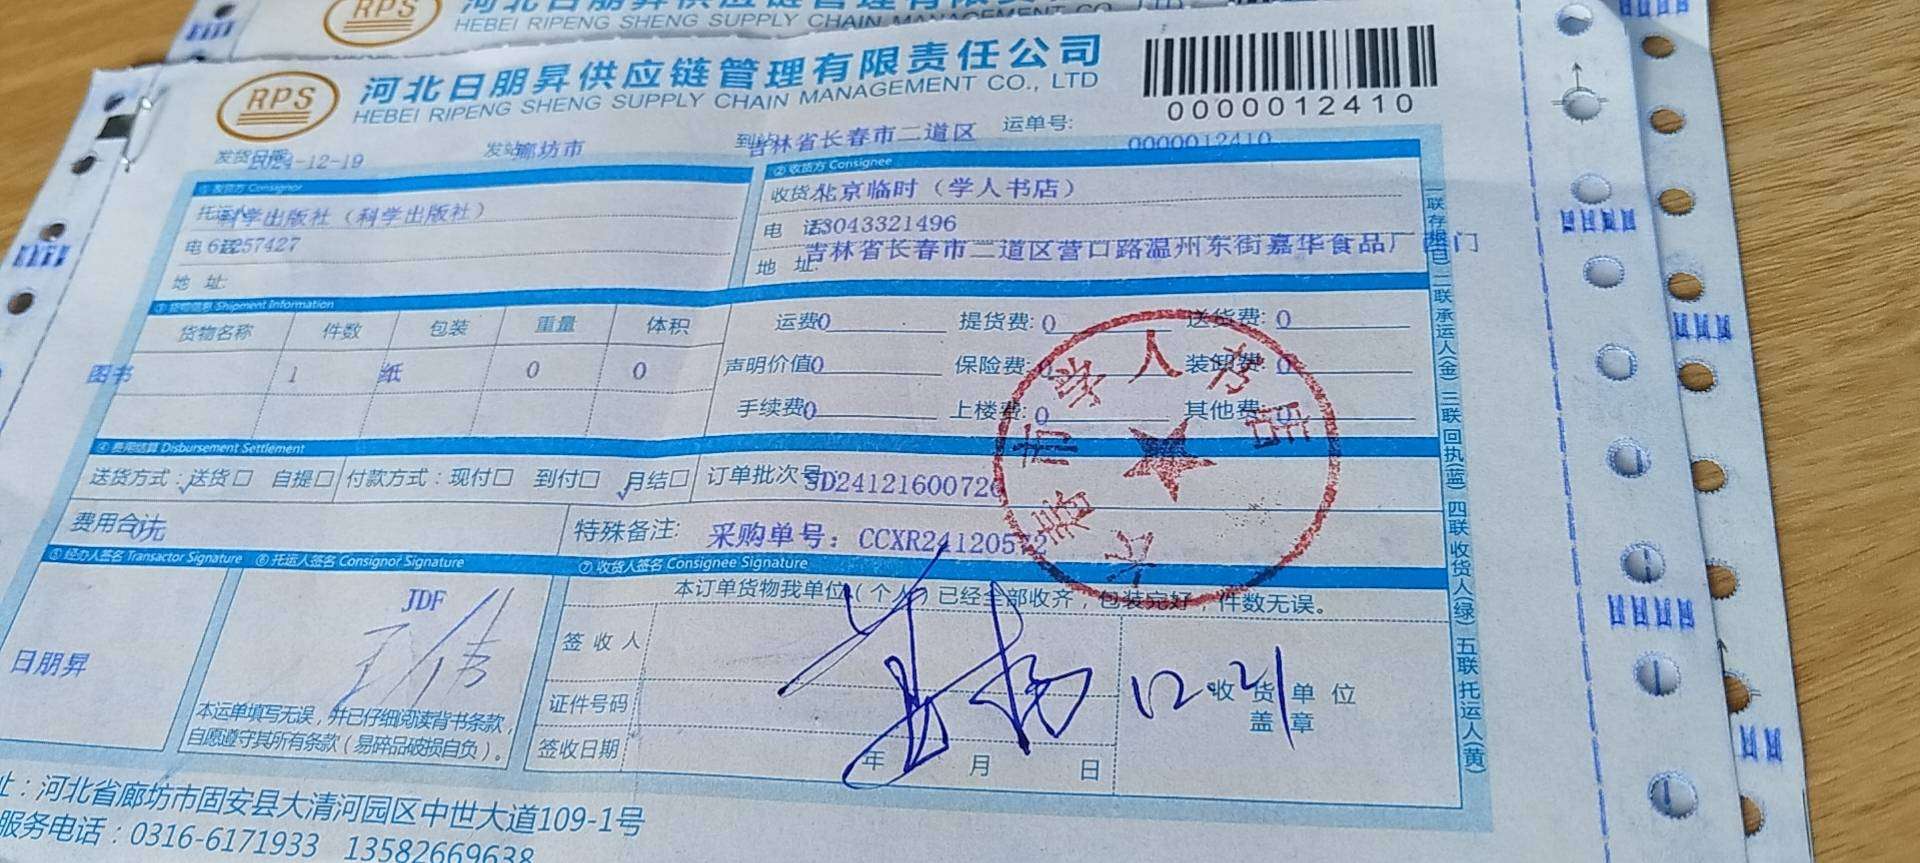 RPS
HEBEI RIPENG SHENG SUPPLY CHAIN MANAGEMENT CO., LTD
RPS
河北日朋昇供应链管理有限责任公司
HEBEI RIPENG SHENG SUPPLY CHAIN MANAGEMENT CO., LTD
0000012410
发货日期 2024-12-19 发站 廊坊市 到站 吉林省长春市二道区 运单号: 0000012410
① 发货方 Consignor
② 收货方 Consignee
托运人 科学出版社（科学出版社）
收货人 北京临时（学人书店）
电话 64257427
电 话 13043321496
地 址:
地 址: 吉林省长春市二道区营口路温州东街嘉华食品厂 门
③ 货物信息 Shipment Information
货物名称 件数 包装 重量 体积
运费 0 提货费: 0 送货费: 0
图书 1 纸 0 0
声明价值 0 保险费: 0 装卸费: 0
手续费 0 上楼费: 0 其他费: 0
④ 费用结算 Disbursement Settlement
送货方式: 送货 自提 付款方式: 现付 到付 月结 订单批次号
费用合计 0元
特殊备注: 采购单号: CCXR24120572
⑤ 经办人签名 Transactor Signature ⑥ 托运人签名 Consignor Signature ⑦ 收货人签名 Consignee Signature
本订单货物我单位(个人)已经全部收齐,包装完好,件数无误。
JDF
日朋昇
签收人
证件号码
签收日期 年 月 日
12.21
收货单位
盖章
本运单填写无误,并已仔细阅读背书条款,
自愿遵守其所有条款(易碎品破损自负)。
一联存根(白) 二联承运人(金) 三联回执(蓝) 四联收货人(绿) 五联托运人(黄)
址:河北省廊坊市固安县大清河园区中世大道109-1号
服务电话:0316-6171933 13582669638